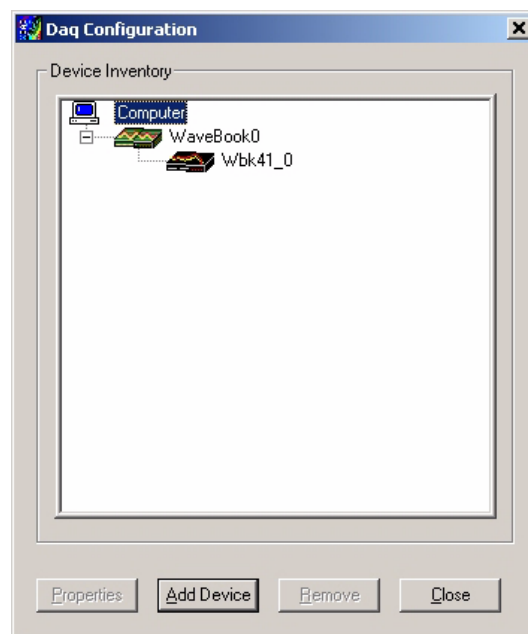 Daq Configuration
Device Inventory
Computer
WaveBook0
Wbk41_0
Properties
Add Device
Remove
Close